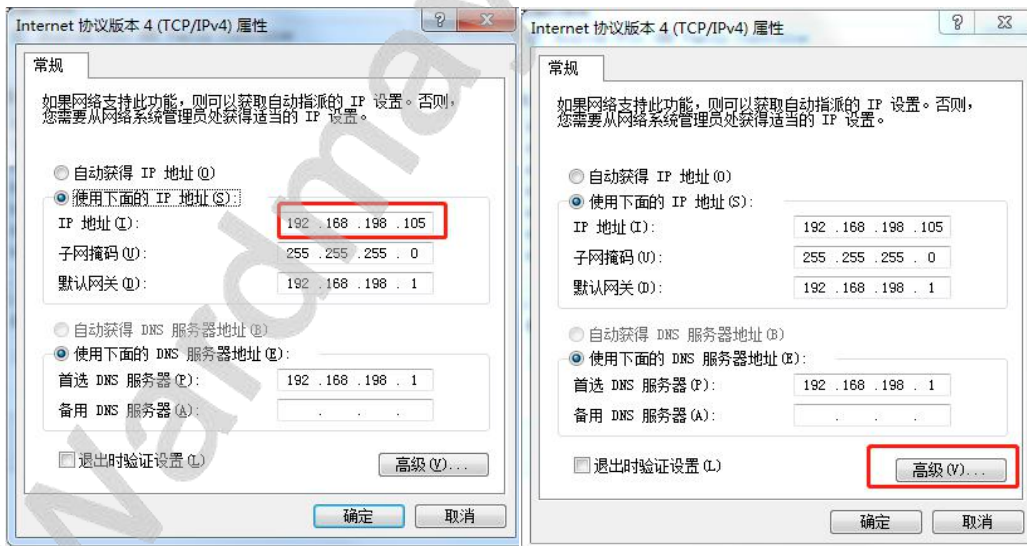 Internet 协议版本 4 (TCP/IPv4) 属性
常规
如果网络支持此功能，则可以获取自动指派的 IP 设置。否则，
您需要从网络系统管理员处获得适当的 IP 设置。
自动获得 IP 地址(O)
使用下面的 IP 地址(S):
IP 地址(I): 192 .168 .198 .105
子网掩码(U): 255 .255 .255 . 0
默认网关(D): 192 .168 .198 . 1
自动获得 DNS 服务器地址(B)
使用下面的 DNS 服务器地址(E):
首选 DNS 服务器(P): 192 .168 .198 . 1
备用 DNS 服务器(A): . . .
退出时验证设置(L)
高级(V)...
确定 取消
Internet 协议版本 4 (TCP/IPv4) 属性
常规
如果网络支持此功能，则可以获取自动指派的 IP 设置。否则，
您需要从网络系统管理员处获得适当的 IP 设置。
自动获得 IP 地址(O)
使用下面的 IP 地址(S):
IP 地址(I): 192 .168 .198 .105
子网掩码(U): 255 .255 .255 . 0
默认网关(D): 192 .168 .198 . 1
自动获得 DNS 服务器地址(B)
使用下面的 DNS 服务器地址(E):
首选 DNS 服务器(P): 192 .168 .198 . 1
备用 DNS 服务器(A): . . .
退出时验证设置(L)
高级(V)...
确定 取消